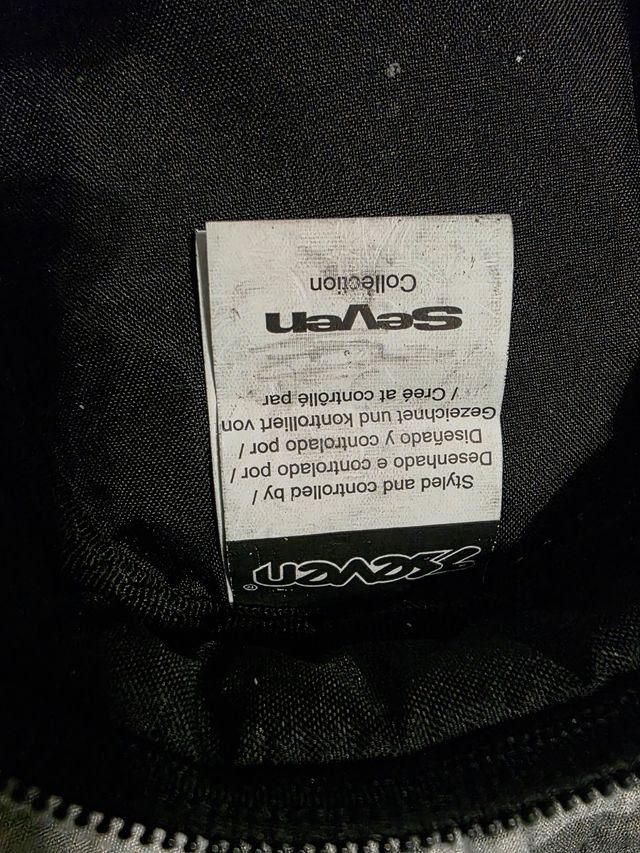 Seven®
Styled and controlled by /
Desenhado e controlado por /
Diseñado y controlado por /
Gezeichnet und kontrolliert von
/ Creé at contrôllé par
Seven
Collection